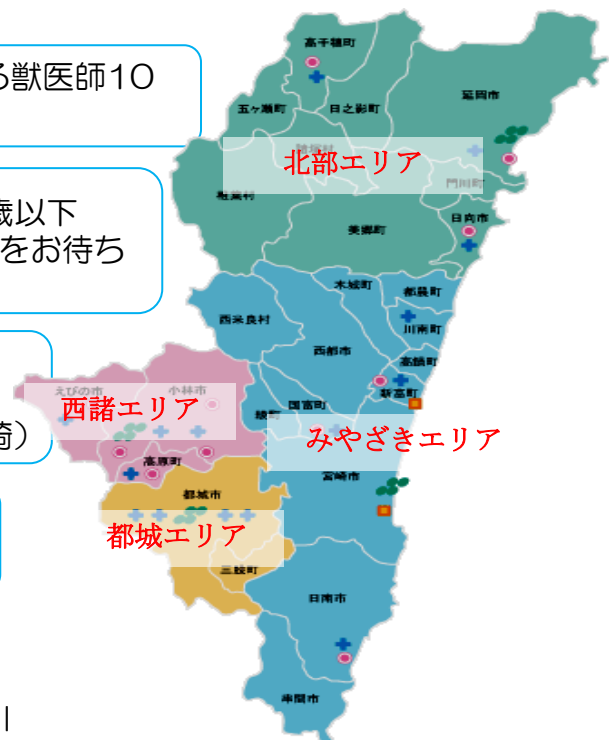 る獣医師10
歳以下
をお待ち
崎）
高千穂町
五ヶ瀬町
日之影町
延岡市
諸塚村
北部エリア
門川町
椎葉村
美郷町
日向市
木城町
都農町
西米良村
川南町
西都市
高鍋町
えびの市
小林市
新富町
西諸エリア
国富町
綾町
みやざきエリア
高原町
宮崎市
都城市
都城エリア
三股町
日南市
串間市